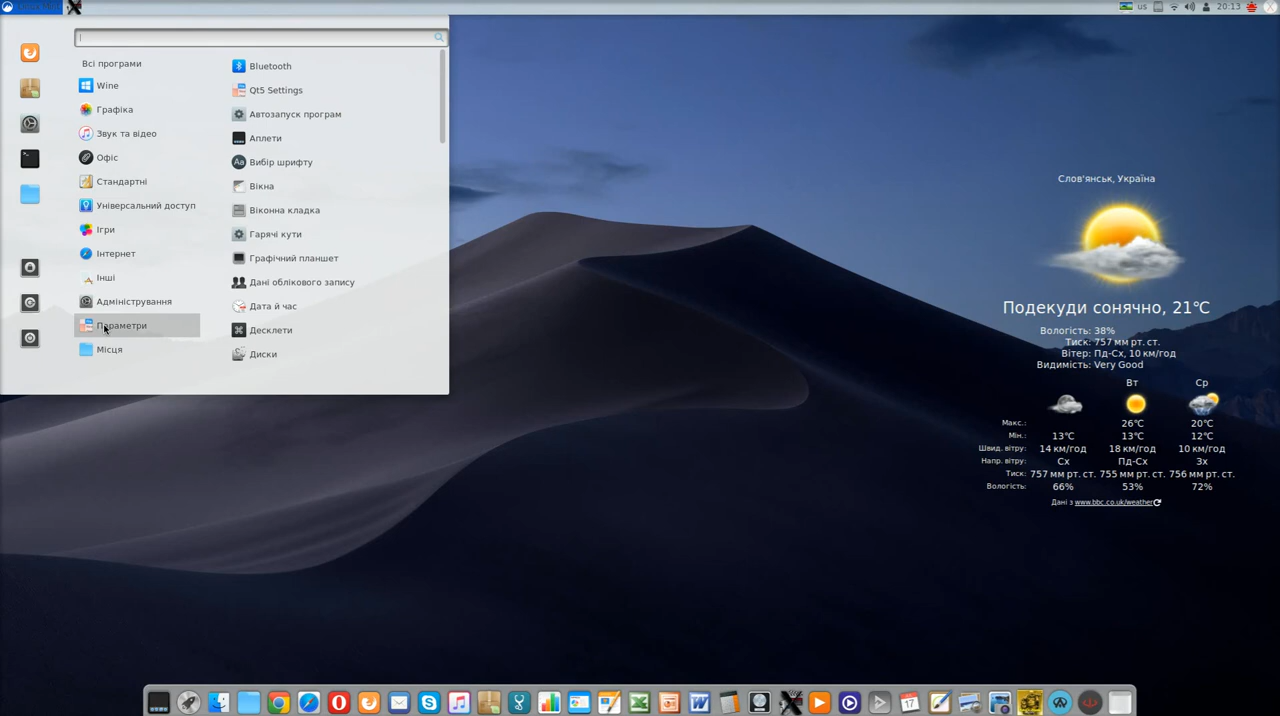 us
20:13
Всі програми
Wine
Графіка
Звук та відео
Офіс
Стандартні
Універсальний доступ
Ігри
Інтернет
Інші
Адміністрування
Параметри
Місця
Bluetooth
Qt5 Settings
Автозапуск програм
Аплети
Вибір шрифту
Вікна
Віконна кладка
Гарячі кути
Графічний планшет
Дані облікового запису
Дата й час
Десклети
Диски
Слов'янськ, Україна
Подекуди сонячно, 21℃
Вологість: 38%
Тиск: 757 мм рт. ст.
Вітер: Пд-Сх, 10 км/год
Видимість: Very Good
Вт Ср
Макс.: 26℃ 20℃
Мін.: 13℃ 13℃ 12℃
Швид. вітру: 14 км/год 18 км/год 10 км/год
Напр. вітру: Сх Пд-Сх Зх
Тиск: 757 мм рт. ст. 755 мм рт. ст. 756 мм рт. ст.
Вологість: 66% 53% 72%
Дані з www.bbc.co.uk/weather
17